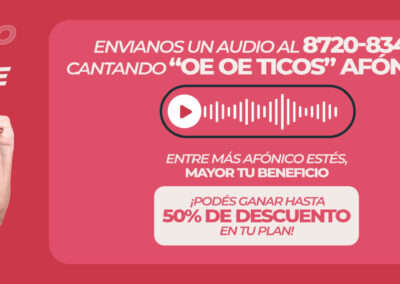 ENVIANOS UN AUDIO AL 8720-834
CANTANDO “OE OE TICOS” AFÓN
ENTRE MÁS AFÓNICO ESTÉS,
MAYOR TU BENEFICIO
¡PODÉS GANAR HASTA
50% DE DESCUENTO
EN TU PLAN!